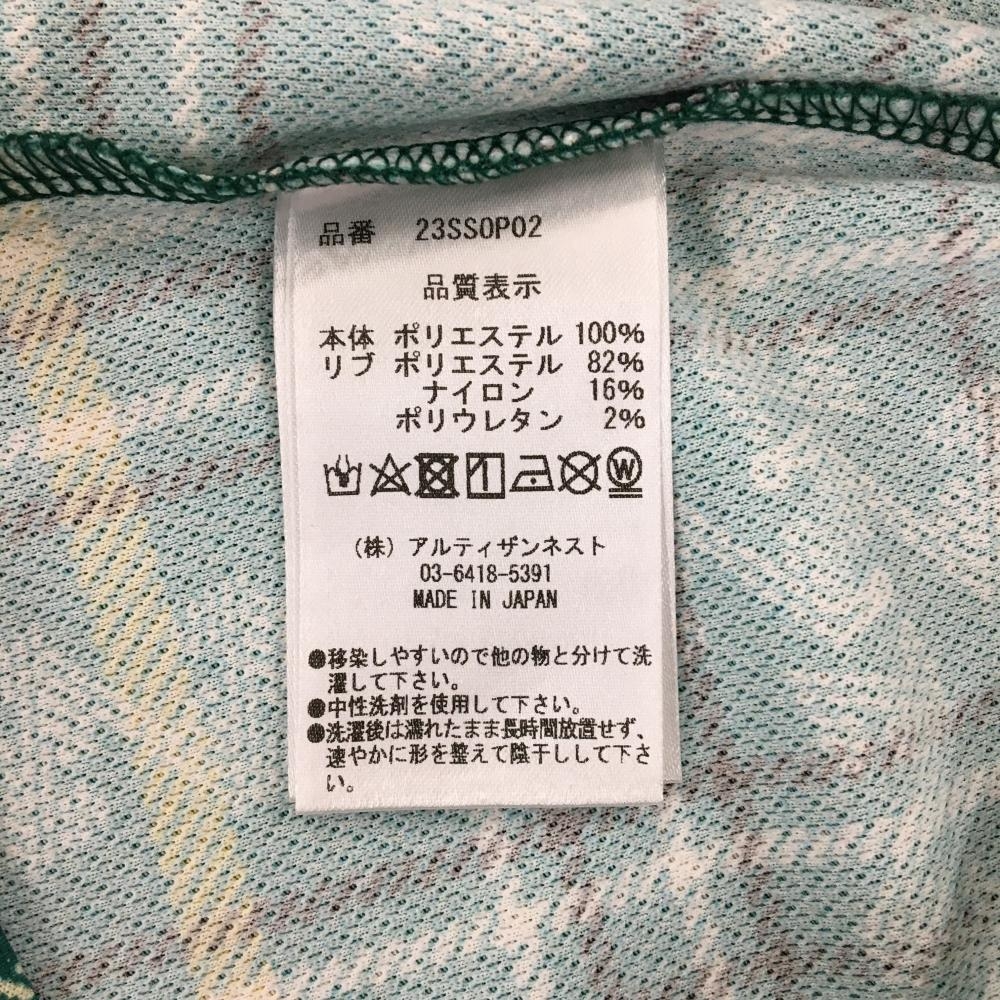 品番 23SSOP02
品質表示
本体 ポリエステル 100%
リブ ポリエステル 82%
ナイロン 16%
ポリウレタン 2%
W
(株) アルティザンネスト
03-6418-5391
MADE IN JAPAN
●移染しやすいので他の物と分けて洗
濯して下さい。
●中性洗剤を使用して下さい。
●洗濯後は濡れたまま長時間放置せず、
速やかに形を整えて陰干しして下さ
い。